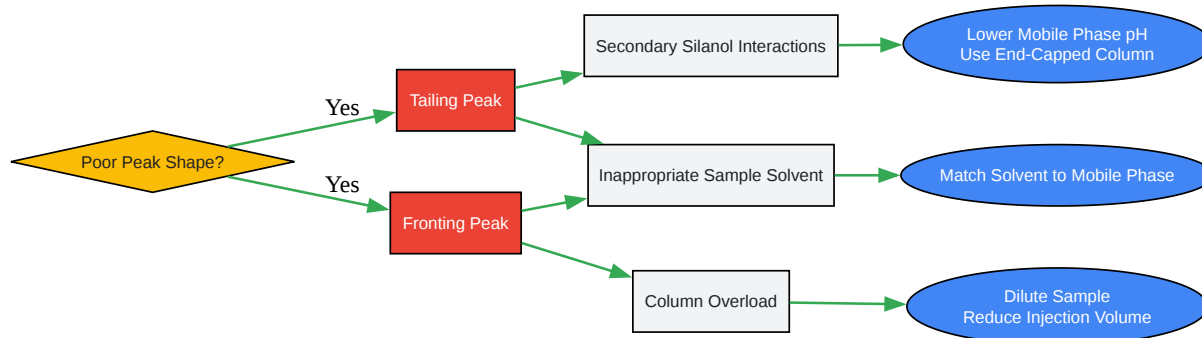 Poor Peak Shape?
Yes
Yes
Tailing Peak
Fronting Peak
Secondary Silanol Interactions
Inappropriate Sample Solvent
Column Overload
Lower Mobile Phase pH
Use End-Capped Column
Match Solvent to Mobile Phase
Dilute Sample
Reduce Injection Volume